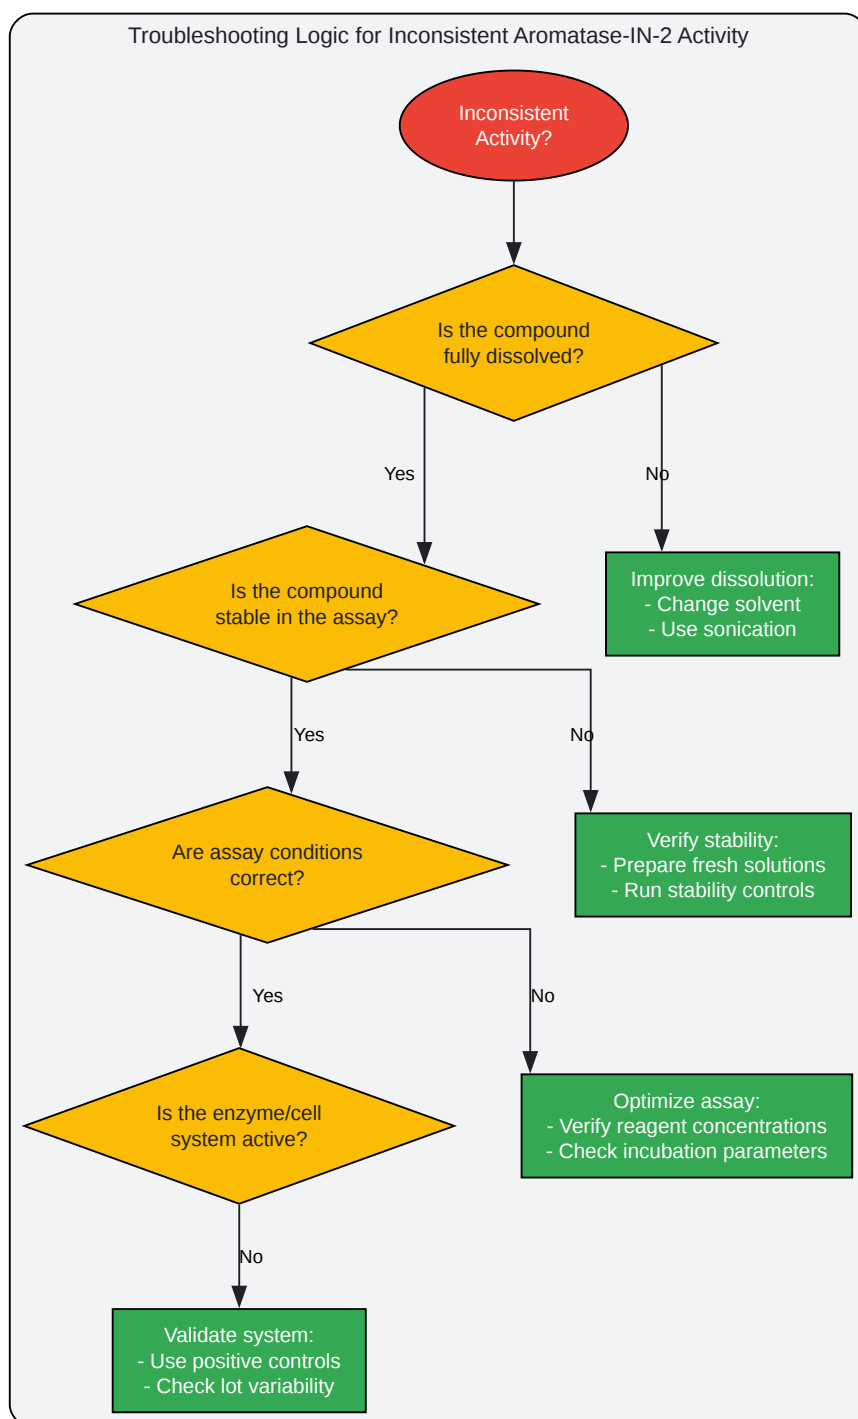 Troubleshooting Logic for Inconsistent Aromatase-IN-2 Activity
Inconsistent
Activity?
Is the compound
fully dissolved?
Yes
No
Is the compound
stable in the assay?
Improve dissolution:
- Change solvent
- Use sonication
Yes
No
Are assay conditions
correct?
Verify stability:
- Prepare fresh solutions
- Run stability controls
Yes
No
Is the enzyme/cell
system active?
Optimize assay:
- Verify reagent concentrations
- Check incubation parameters
No
Validate system:
- Use positive controls
- Check lot variability